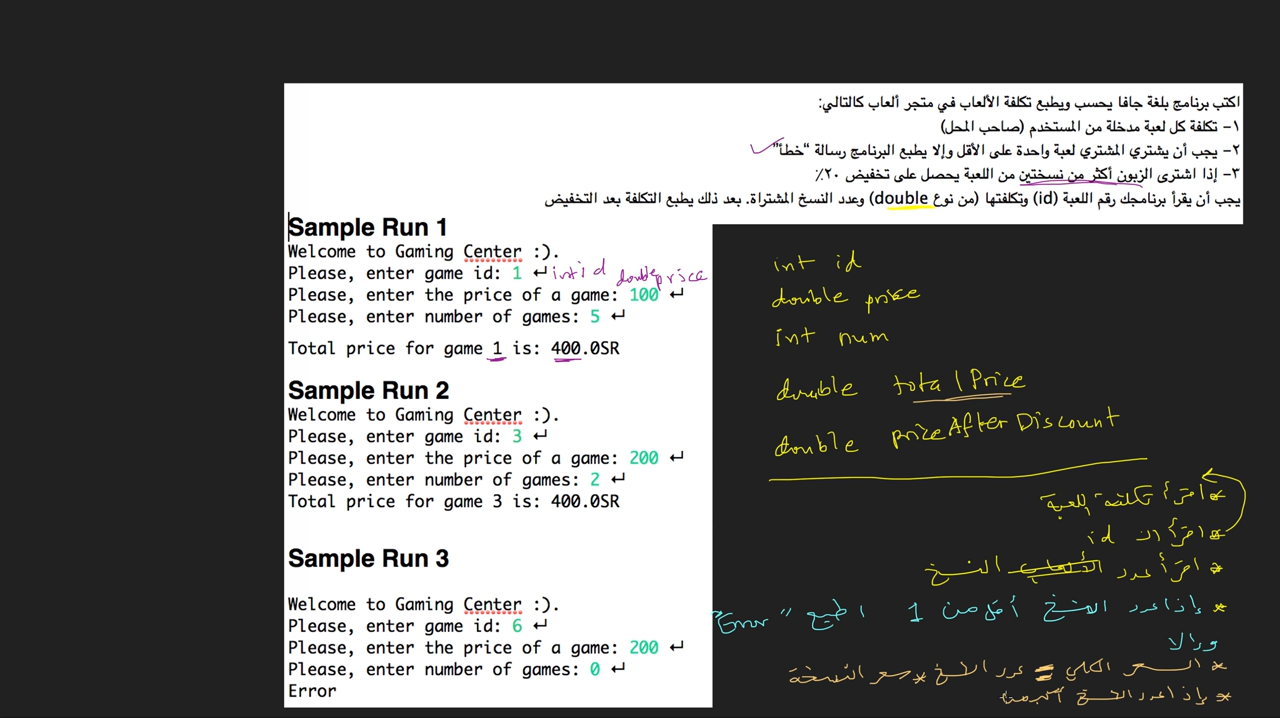 اكتب برنامج بلغة جافا يحسب ويطبع تكلفة الألعاب في متجر ألعاب كالتالي:
١- تكلفة كل لعبة مدخلة من المستخدم (صاحب المحل)
٢- يجب أن يشتري المشتري لعبة واحدة على الأقل وإلا يطبع البرنامج رسالة "خطأ"
٣- إذا اشترى الزبون أكثر من نسختين من اللعبة يحصل على تخفيض ٢٠٪
يجب أن يقرأ برنامجك رقم اللعبة (id) وتكلفتها (من نوع double) وعدد النسخ المشتراة. بعد ذلك يطبع التكلفة بعد التخفيض
Sample Run 1
Welcome to Gaming Center :).
Please, enter game id: 1 ↵ int id double price
Please, enter the price of a game: 100 ↵
Please, enter number of games: 5 ↵
Total price for game 1 is: 400.0SR
Sample Run 2
Welcome to Gaming Center :).
Please, enter game id: 3 ↵
Please, enter the price of a game: 200 ↵
Please, enter number of games: 2 ↵
Total price for game 3 is: 400.0SR
Sample Run 3
Welcome to Gaming Center :).
Please, enter game id: 6 ↵
Please, enter the price of a game: 200 ↵
Please, enter number of games: 0 ↵
Error
int id
double price
int num
double totalPrice
double priceAfterDiscount
* اقرأ تكلفة اللعبة
* اقرأ الـ id
* اقرأ عدد الألعاب النسخ
* إذا عدد النسخ أقل من 1 اطبع "Error"
وإلا
* السعر الكلي = عدد النسخ * سعر النسخة
* إذا عدد النسخ أكبر من